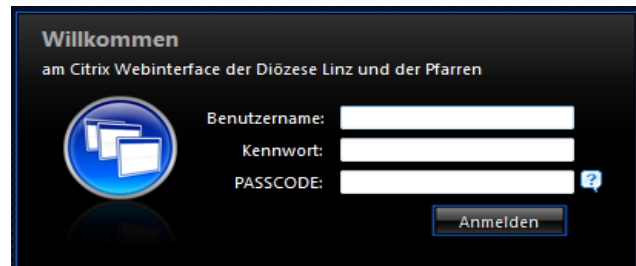 Willkommen
am Citrix Webinterface der Diözese Linz und der Pfarren
Benutzername:
Kennwort:
PASSCODE:
?
Anmelden